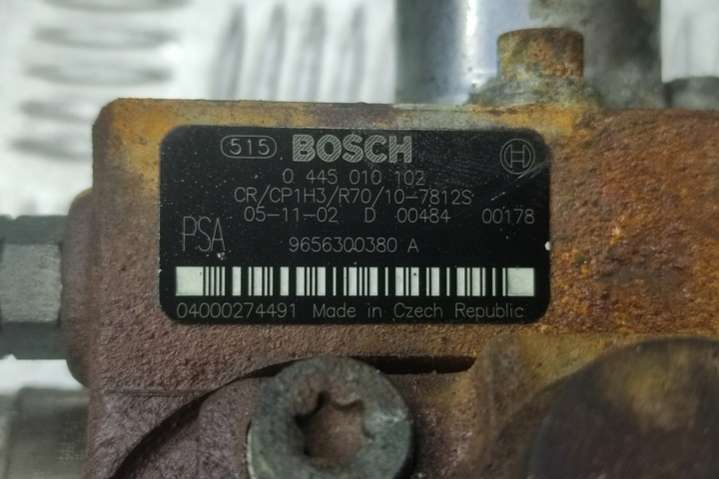 515 BOSCH
0 445 010 102
CR/CP1H3/R70/10-7812S
05-11-02 D 00484 00178
PSA 9656300380 A
04000274491 Made in Czech Republic